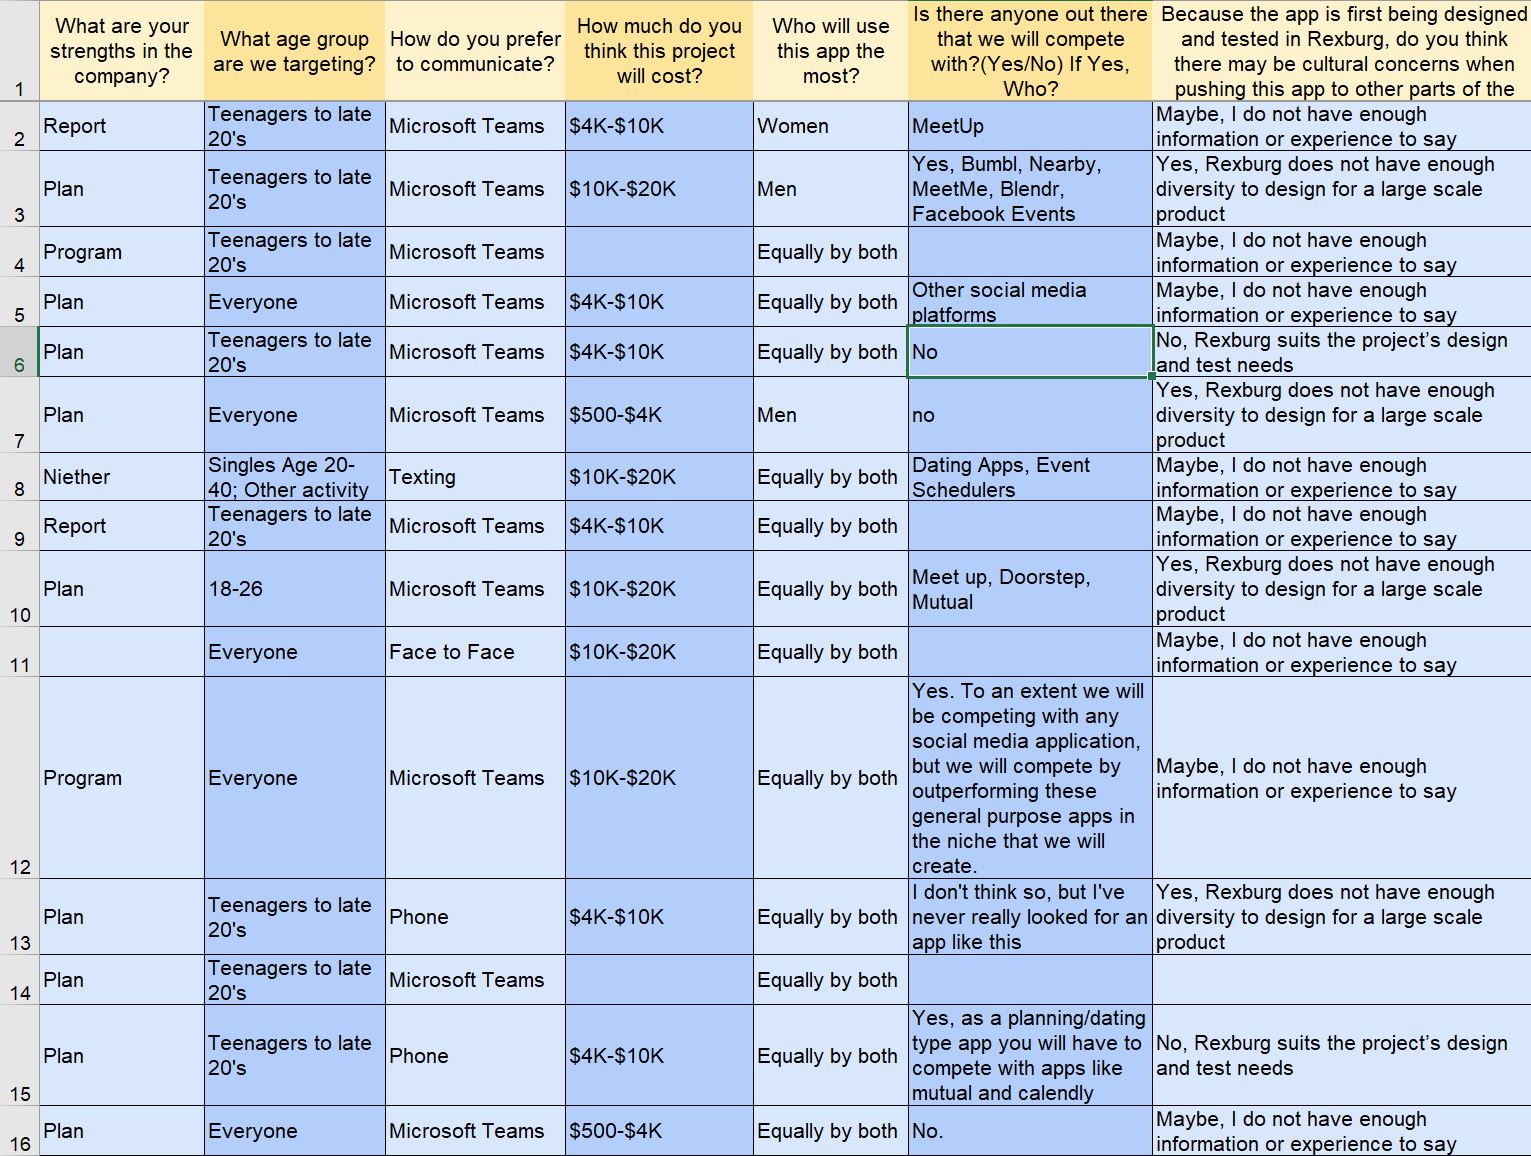 1
What are your
strengths in the
company?
What age group
are we targeting?
How do you prefer
to communicate?
How much do you
think this project
will cost?
Who will use
this app the
most?
Is there anyone out there
that we will compete
with?(Yes/No) If Yes,
Who?
Because the app is first being designed
and tested in Rexburg, do you think
there may be cultural concerns when
pushing this app to other parts of the
2
Report
Teenagers to late
20's
Microsoft Teams
$4K-$10K
Women
MeetUp
Maybe, I do not have enough
information or experience to say
3
Plan
Teenagers to late
20's
Microsoft Teams
$10K-$20K
Men
Yes, Bumbl, Nearby,
MeetMe, Blendr,
Facebook Events
Yes, Rexburg does not have enough
diversity to design for a large scale
product
4
Program
Teenagers to late
20's
Microsoft Teams
Equally by both
Maybe, I do not have enough
information or experience to say
5
Plan
Everyone
Microsoft Teams
$4K-$10K
Equally by both
Other social media
platforms
Maybe, I do not have enough
information or experience to say
6
Plan
Teenagers to late
20's
Microsoft Teams
$4K-$10K
Equally by both
No
No, Rexburg suits the project’s design
and test needs
7
Plan
Everyone
Microsoft Teams
$500-$4K
Men
no
Yes, Rexburg does not have enough
diversity to design for a large scale
product
8
Niether
Singles Age 20-
40; Other activity
Texting
$10K-$20K
Equally by both
Dating Apps, Event
Schedulers
Maybe, I do not have enough
information or experience to say
9
Report
Teenagers to late
20's
Microsoft Teams
$4K-$10K
Equally by both
Maybe, I do not have enough
information or experience to say
10
Plan
18-26
Microsoft Teams
$10K-$20K
Equally by both
Meet up, Doorstep,
Mutual
Yes, Rexburg does not have enough
diversity to design for a large scale
product
11
Everyone
Face to Face
$10K-$20K
Equally by both
Maybe, I do not have enough
information or experience to say
12
Program
Everyone
Microsoft Teams
$10K-$20K
Equally by both
Yes. To an extent we will
be competing with any
social media application,
but we will compete by
outperforming these
general purpose apps in
the niche that we will
create.
Maybe, I do not have enough
information or experience to say
13
Plan
Teenagers to late
20's
Phone
$4K-$10K
Equally by both
I don't think so, but I've
never really looked for an
app like this
Yes, Rexburg does not have enough
diversity to design for a large scale
product
14
Plan
Teenagers to late
20's
Microsoft Teams
Equally by both
15
Plan
Teenagers to late
20's
Phone
$4K-$10K
Equally by both
Yes, as a planning/dating
type app you will have to
compete with apps like
mutual and calendly
No, Rexburg suits the project’s design
and test needs
16
Plan
Everyone
Microsoft Teams
$500-$4K
Equally by both
No.
Maybe, I do not have enough
information or experience to say